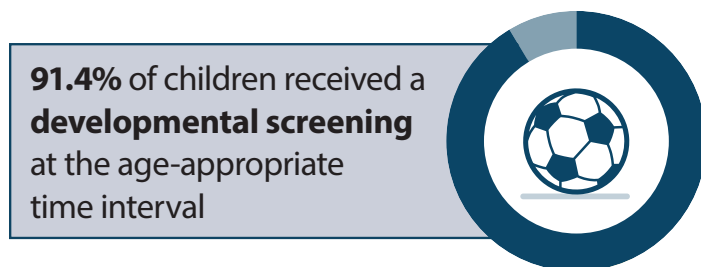 91.4% of children received a
developmental screening
at the age-appropriate
time interval